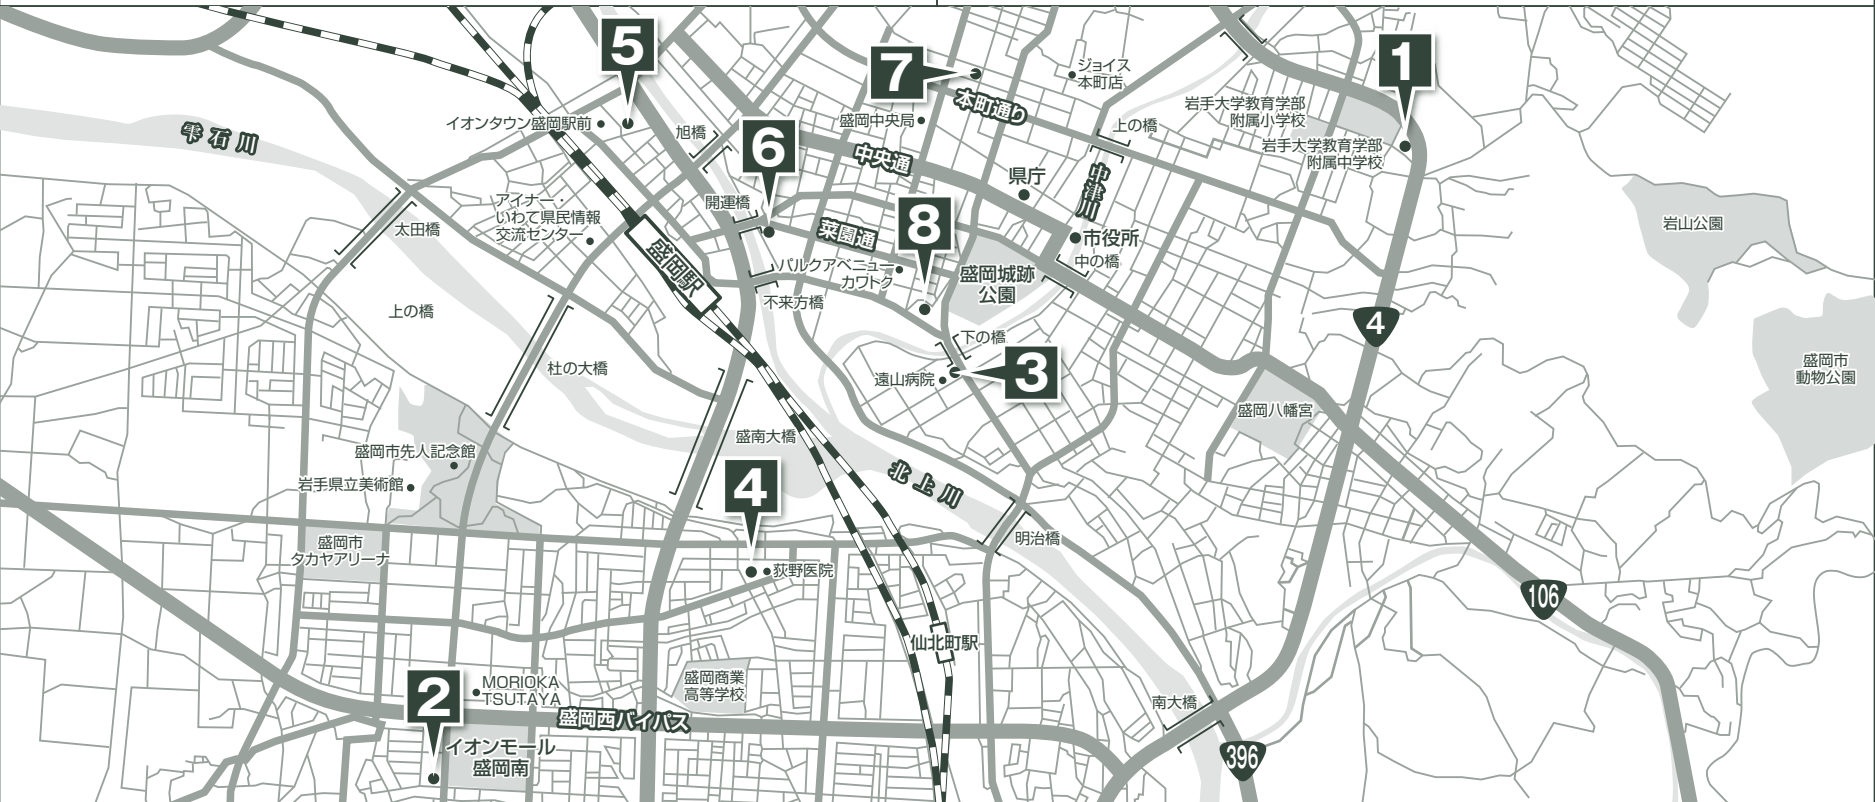 5
7
1
ジョイス
本町店
本町通り
岩手大学教育学部
附属小学校
イオンタウン盛岡駅前
盛岡中央局
上の橋
雫石川
旭橋
6
中央通
岩手大学教育学部
附属中学校
県庁
中津川
アイナー・
いわて県民情報
交流センター
開運橋
8
太田橋
菜園通
市役所
岩山公園
盛岡駅
パルクアベニュー
カワトク
盛岡城跡
公園
中の橋
不来方橋
上の橋
4
下の橋
杜の大橋
遠山病院
3
盛岡市
動物公園
盛岡八幡宮
盛南大橋
盛岡市先人記念館
岩手県立美術館
4
北上川
盛岡市
タカヤアリーナ
明治橋
荻野医院
106
仙北町駅
2
MORIOKA
TSUTAYA
盛岡商業
高等学校
盛岡西バイパス
南大橋
イオンモール
盛岡南
396